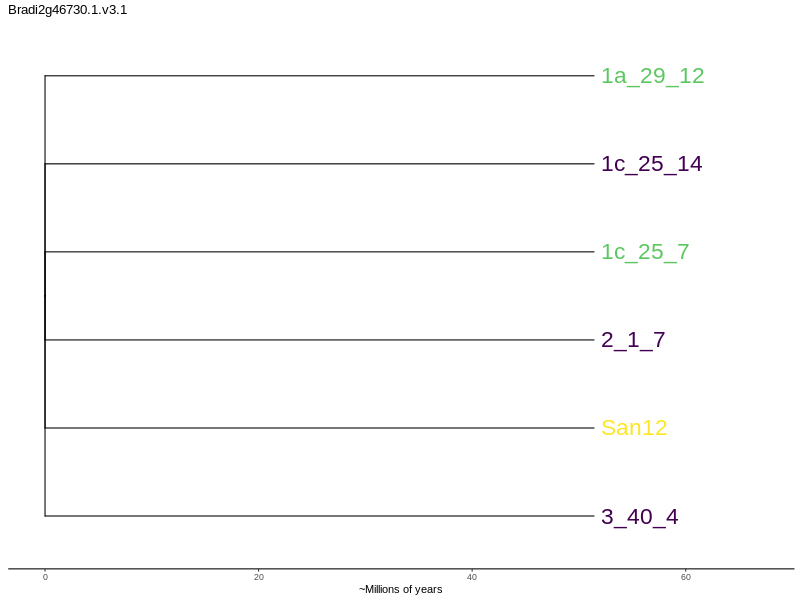 Bradi2g46730.1.v3.1
1a_29_12
1c_25_14
1c_25_7
2_1_7
San12
3_40_4
0 20 40 60
~Millions of years